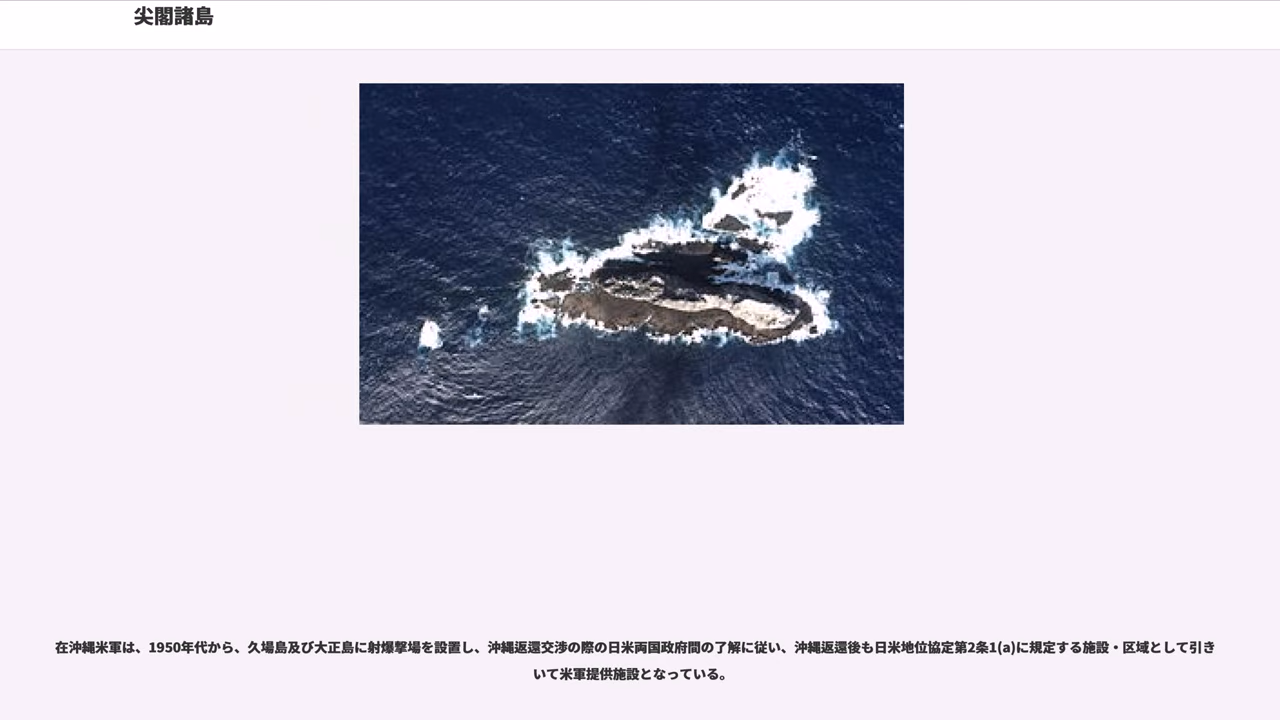 尖閣諸島
在沖縄米軍は、1950年代から、久場島及び大正島に射爆撃場を設置し、沖縄返還交渉の際の日米両国政府間の了解に従い、沖縄返還後も日米地位協定第2条1(a)に規定する施設・区域として引き
いて米軍提供施設となっている。